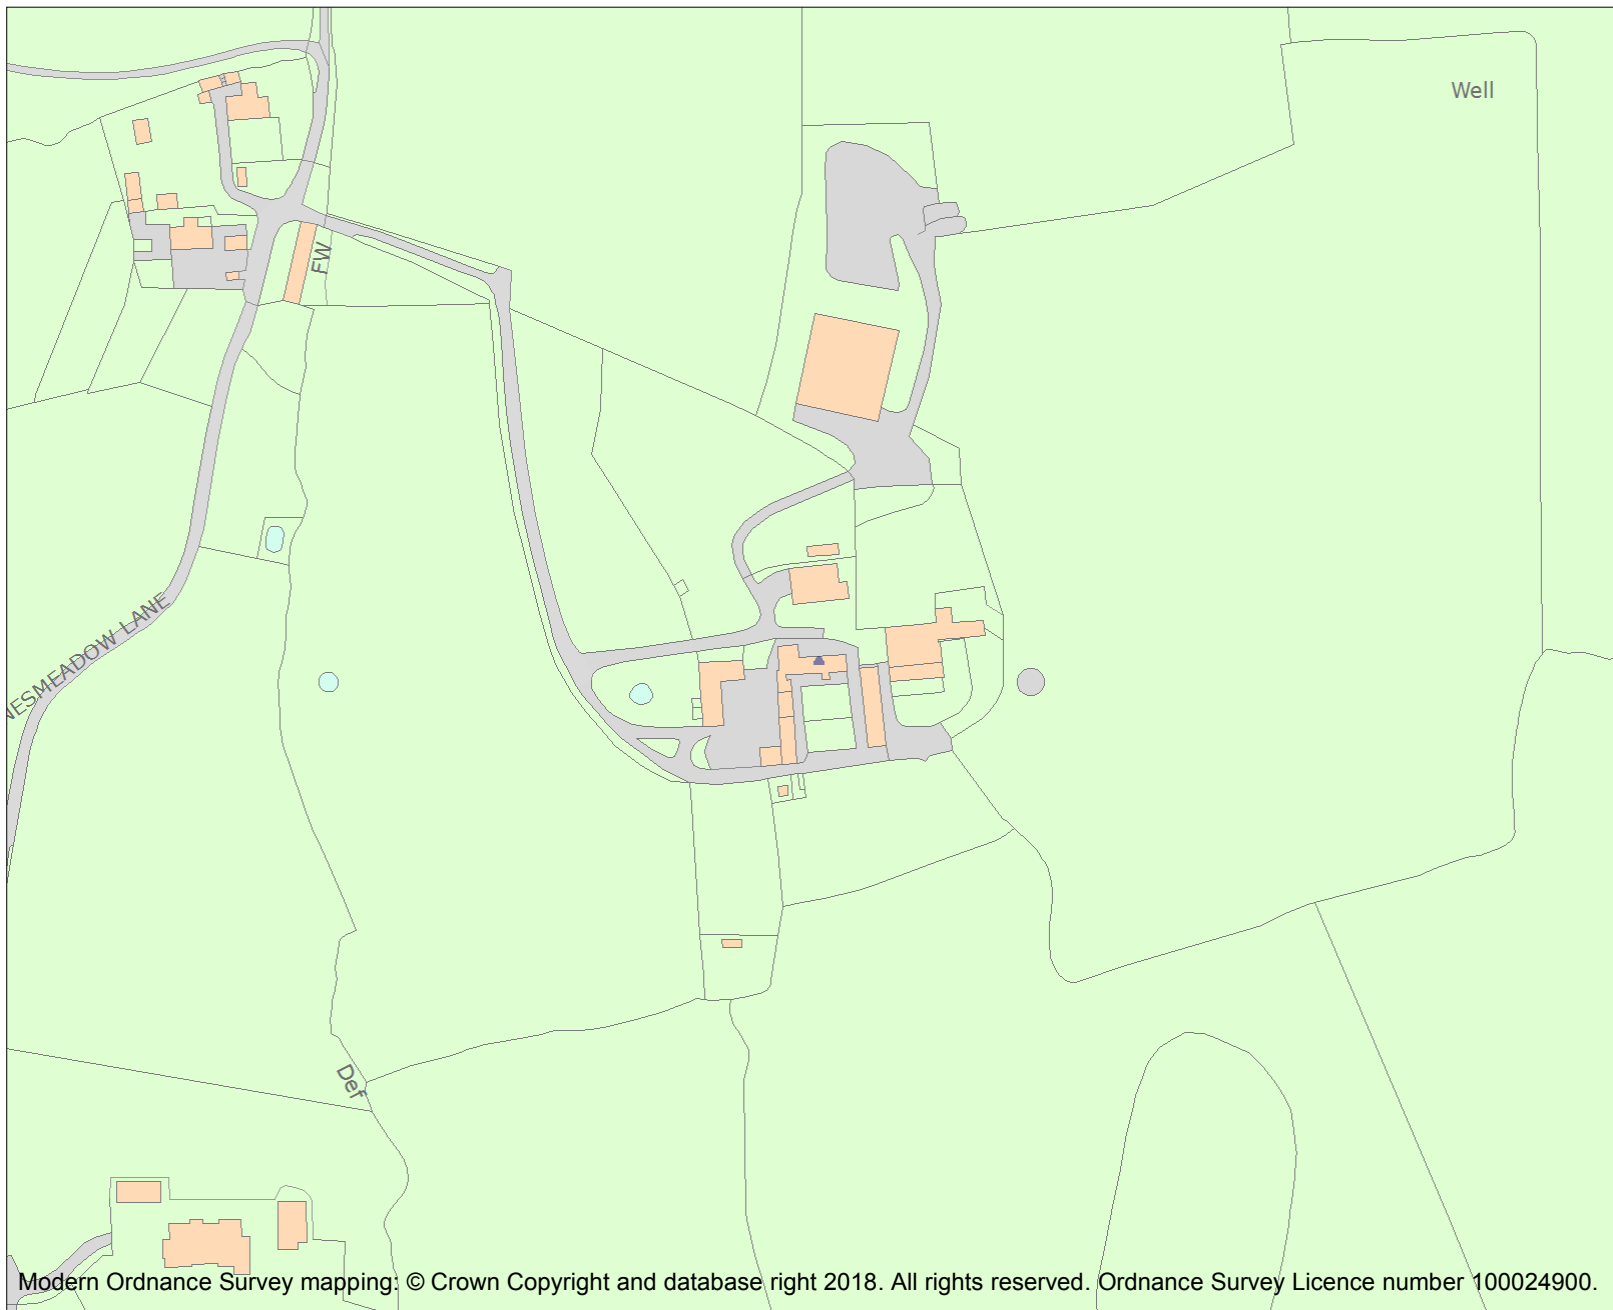 Well
FW
NESMEADOW LANE
Def
Modern Ordnance Survey mapping: © Crown Copyright and database right 2018. All rights reserved. Ordnance Survey Licence number 100024900.